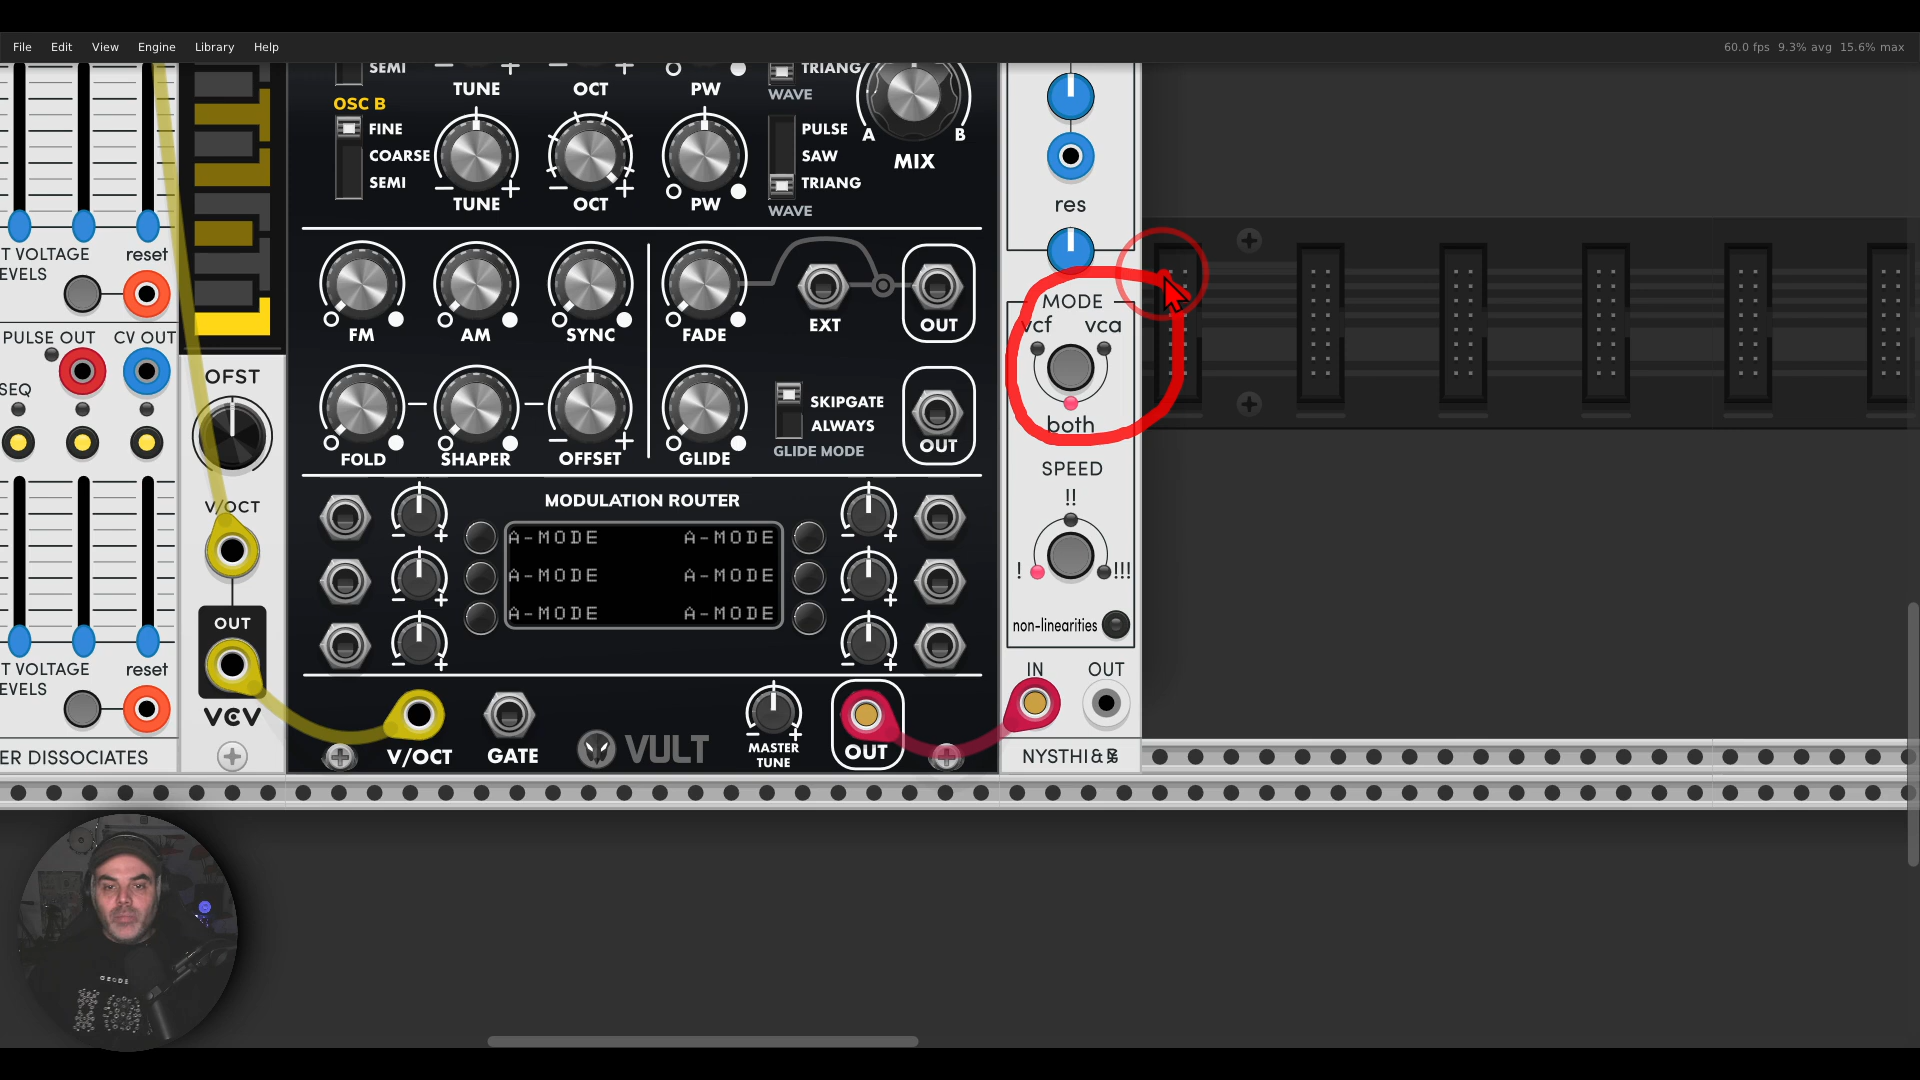 File Edit View Engine Library Help
60.0 fps 9.3% avg 15.6% max
SEMI
TUNE
OCT
PW
TRIANG
WAVE
OSC B
FINE
COARSE
SEMI
TUNE
OCT
PW
PULSE
SAW
TRIANG
WAVE
A
B
MIX
res
T VOLTAGE
EVELS
reset
PULSE OUT
CV OUT
SEQ
T VOLTAGE
EVELS
reset
ER DISSOCIATES
OFST
V/OCT
OUT
VCV
FM
AM
SYNC
FADE
EXT
OUT
FOLD
SHAPER
OFFSET
GLIDE
SKIPGATE
ALWAYS
GLIDE MODE
OUT
MODULATION ROUTER
A-MODE A-MODE
A-MODE A-MODE
A-MODE A-MODE
V/OCT
GATE
VULT
MASTER
TUNE
OUT
MODE
vcf vca
both
SPEED
!!
! !!!
non-linearities
IN OUT
NYSTHI&
GEODE